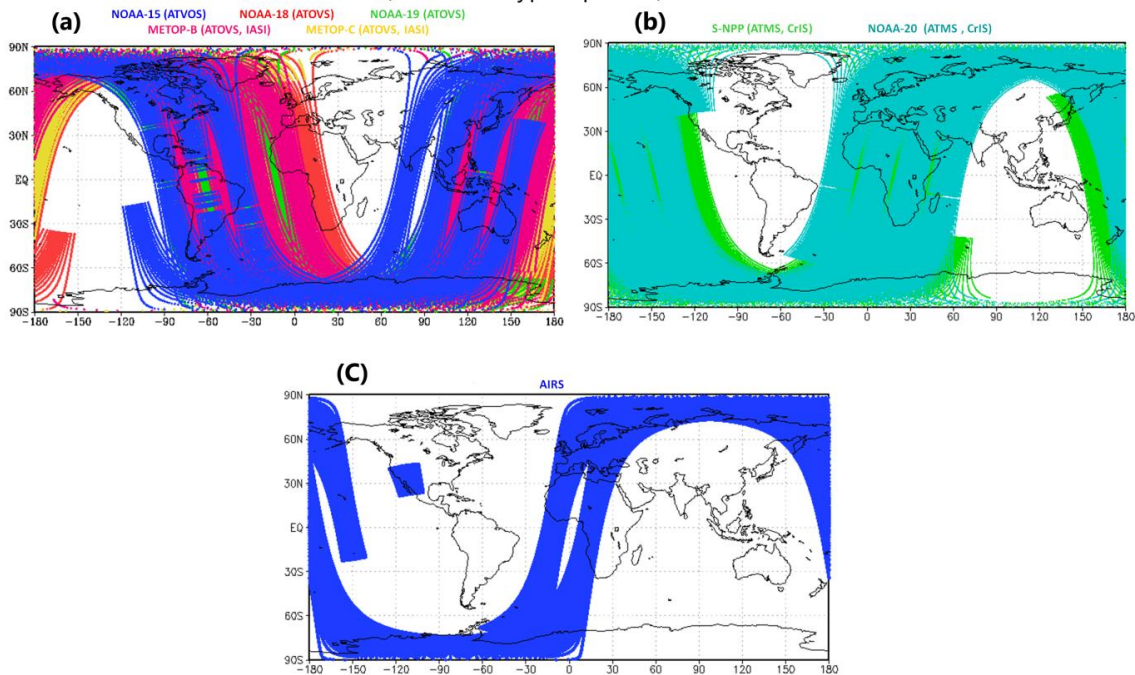 (a)
NOAA-15 (ATVOS) NOAA-18 (ATOVS) NOAA-19 (ATOVS)
METOP-B (ATOVS, IASI) METOP-C (ATOVS, IASI)
90N
60N
30N
EQ
30S
60S
90S
-180 -150 -120 -90 -60 -30 0 30 60 90 120 150 180
(b)
S-NPP (ATMS, CrIS) NOAA-20 (ATMS , CrIS)
90N
60N
30N
EQ
30S
60S
90S
-180 -150 -120 -90 -60 -30 0 30 60 90 120 150 180
(C)
AIRS
90N
60N
30N
EQ
30S
60S
90S
-180 -150 -120 -90 -60 -30 0 30 60 90 120 150 180